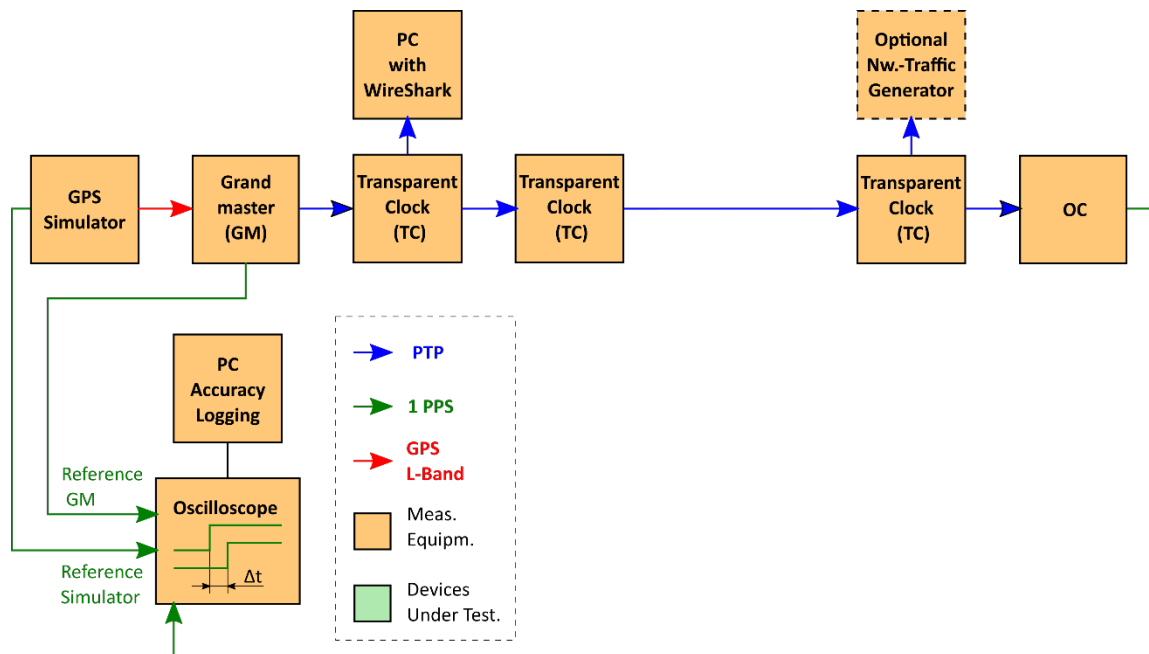 PC
with
WireShark
Optional
Nw.-Traffic
Generator
GPS
Simulator
Grand
master
(GM)
Transparent
Clock
(TC)
Transparent
Clock
(TC)
Transparent
Clock
(TC)
OC
PC
Accuracy
Logging
Reference
GM
Oscilloscope
Δt
Reference
Simulator
PTP
1 PPS
GPS
L-Band
Meas.
Equipm.
Devices
Under Test.